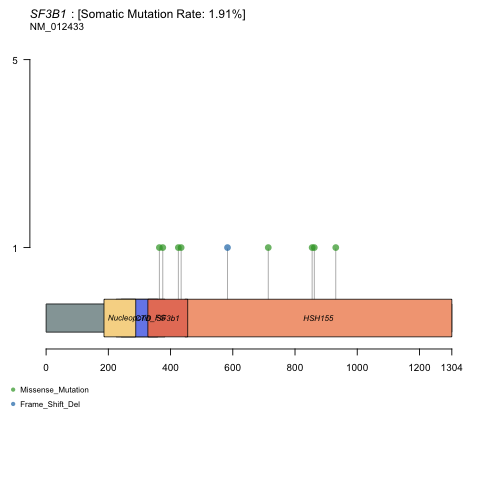 SF3B1 : [Somatic Mutation Rate: 1.91%]
NM_012433
5
1
SF3b1
HSH155
0 200 400 600 800 1000 1200 1304
Missense_Mutation
Frame_Shift_Del